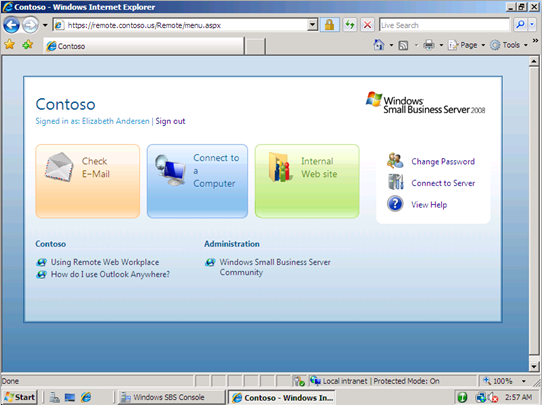 Contoso - Windows Internet Explorer
https://remote.contoso.us/Remote/menu.aspx
Live Search
Contoso
Page
Tools
Contoso
Signed in as: Elizabeth Andersen | Sign out
Windows
Small Business Server 2008
Check
E-Mail
Connect to
a
Computer
Internal
Web site
Change Password
Connect to Server
View Help
Contoso
Using Remote Web Workplace
How do I use Outlook Anywhere?
Administration
Windows Small Business Server
Community
Done
Local intranet | Protected Mode: On
100%
Start
Windows SBS Console
Contoso - Windows In...
2:57 AM